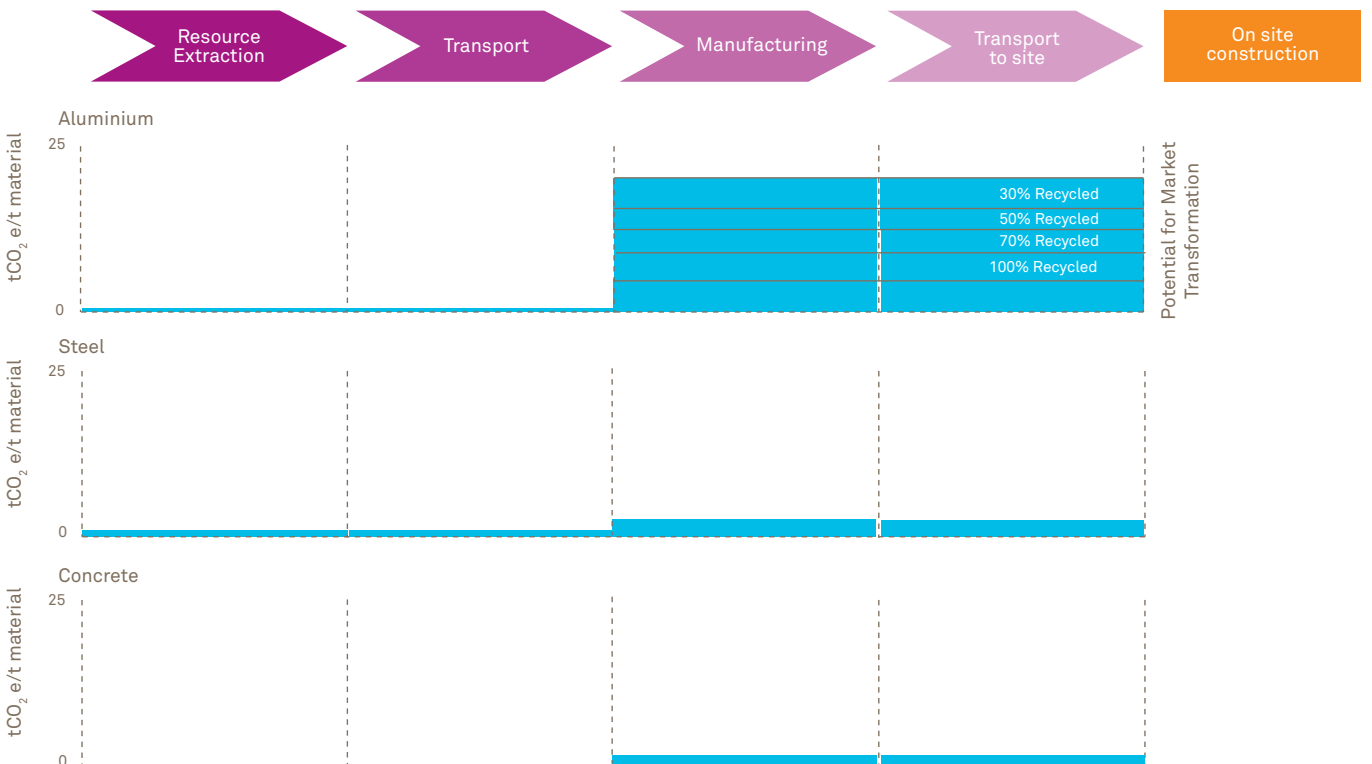 Resource
Extraction
Transport
Manufacturing
Transport
to site
On site
construction
Aluminium
25
tCO₂ e/t material
0
30% Recycled
50% Recycled
70% Recycled
100% Recycled
Potential for Market
Transformation
Steel
25
tCO₂ e/t material
0
Concrete
25
tCO₂ e/t material
0